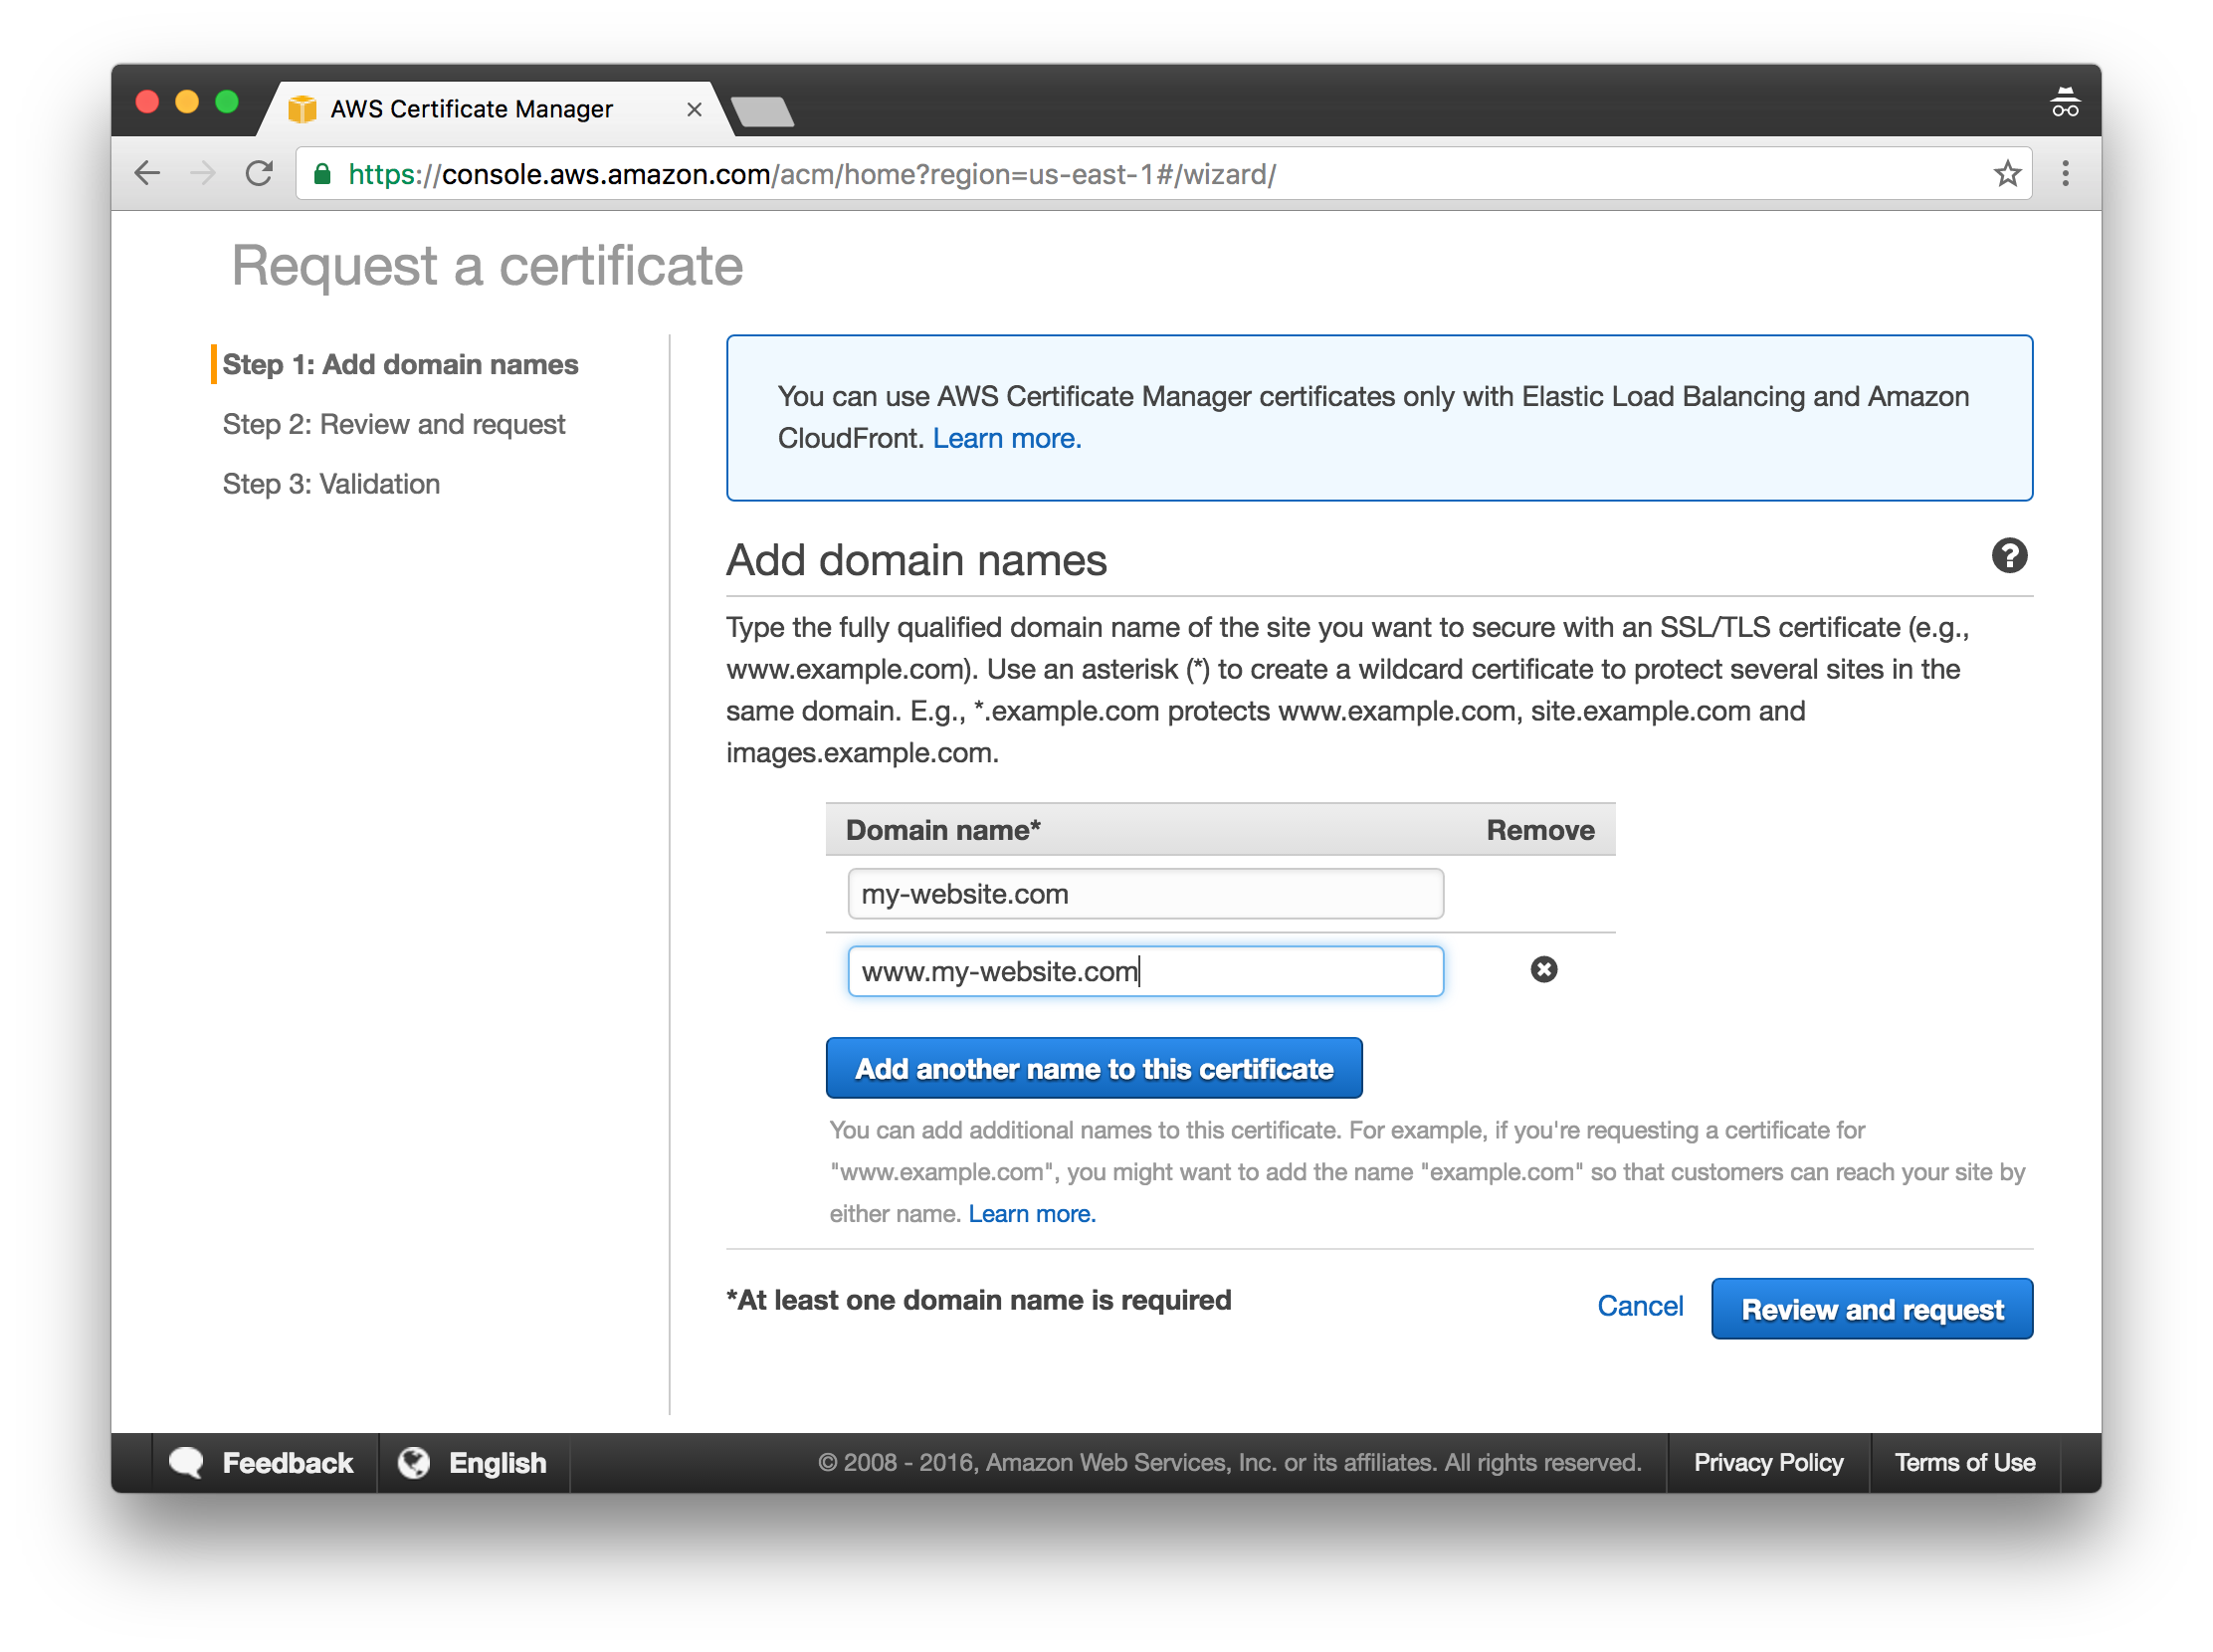 AWS Certificate Manager
https://console.aws.amazon.com/acm/home?region=us-east-1#/wizard/
Request a certificate
Step 1: Add domain names
Step 2: Review and request
Step 3: Validation
You can use AWS Certificate Manager certificates only with Elastic Load Balancing and Amazon
CloudFront. Learn more.
Add domain names
Type the fully qualified domain name of the site you want to secure with an SSL/TLS certificate (e.g.,
www.example.com). Use an asterisk (*) to create a wildcard certificate to protect several sites in the
same domain. E.g., *.example.com protects www.example.com, site.example.com and
images.example.com.
Domain name* Remove
my-website.com
www.my-website.com
Add another name to this certificate
You can add additional names to this certificate. For example, if you're requesting a certificate for
"www.example.com", you might want to add the name "example.com" so that customers can reach your site by
either name. Learn more.
*At least one domain name is required Cancel Review and request
Feedback English © 2008 - 2016, Amazon Web Services, Inc. or its affiliates. All rights reserved. Privacy Policy Terms of Use